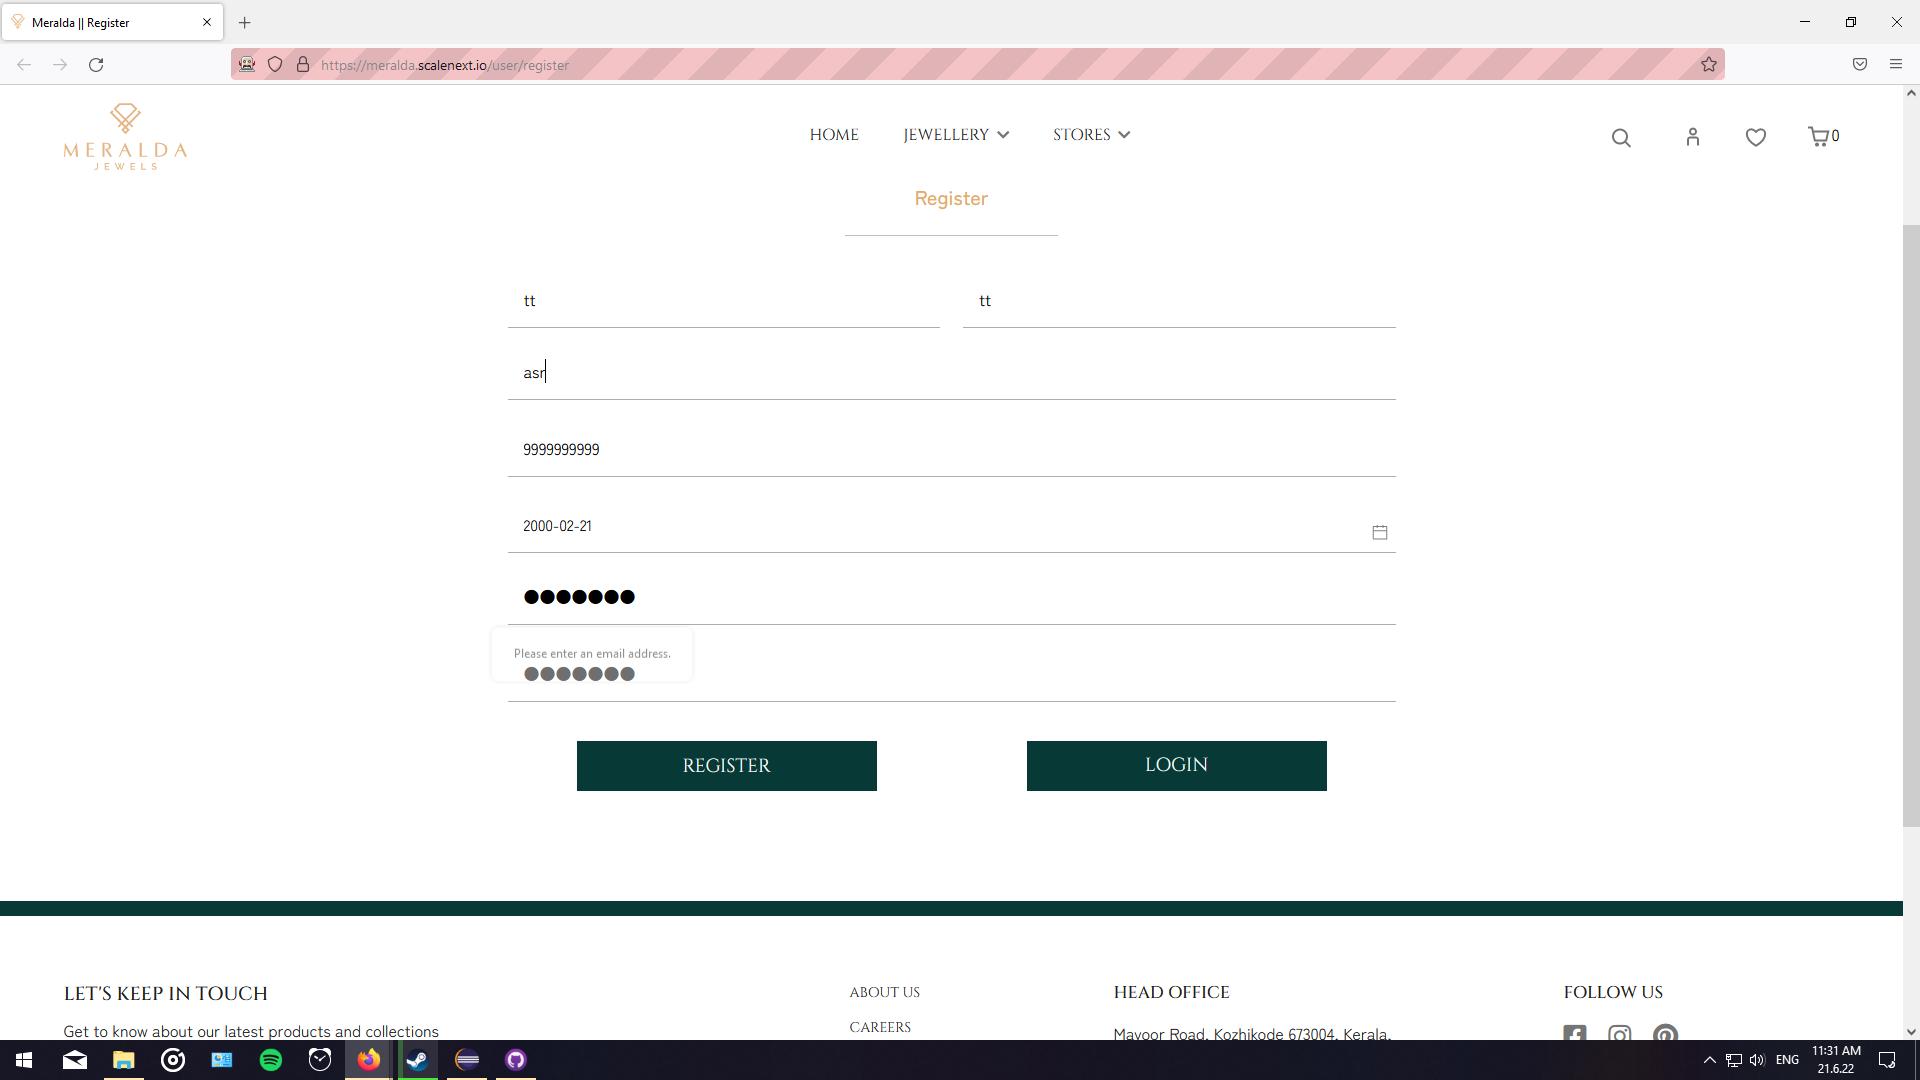 Meralda || Register
https://meralda.scalenext.io/user/register
MERALDA
JEWELS
HOME
JEWELLERY
STORES
0
Register
tt
tt
asr
9999999999
2000-02-21
Please enter an email address.
REGISTER
LOGIN
LET'S KEEP IN TOUCH
Get to know about our latest products and collections
ABOUT US
CAREERS
HEAD OFFICE
Mavoor Road, Kozhikode 673004, Kerala,
FOLLOW US
ENG
11:31 AM
21.6.22